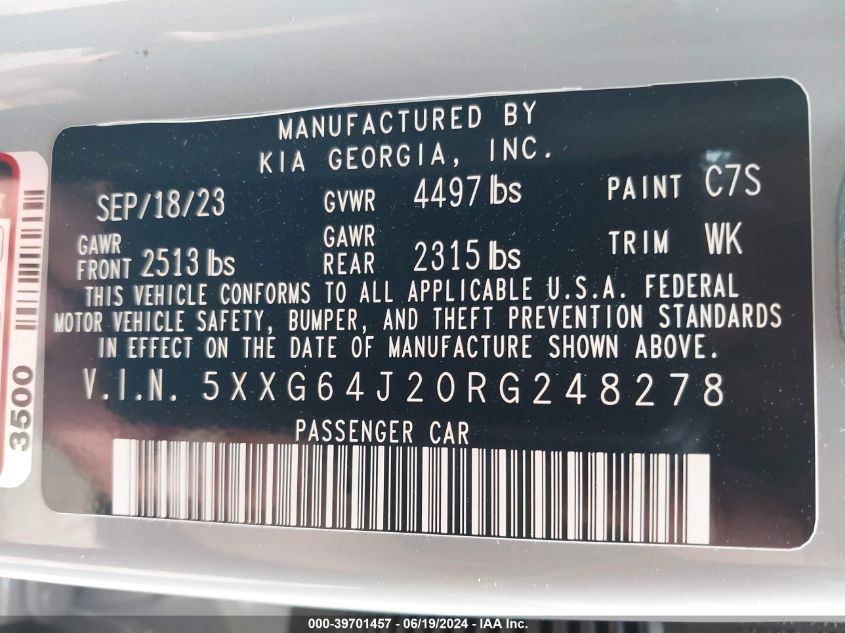 MANUFACTURED BY
KIA GEORGIA, INC.
SEP/18/23 GVWR 4497 lbs PAINT C7S
GAWR FRONT 2513 lbs GAWR REAR 2315 lbs TRIM WK
THIS VEHICLE CONFORMS TO ALL APPLICABLE U.S.A. FEDERAL
MOTOR VEHICLE SAFETY, BUMPER, AND THEFT PREVENTION STANDARDS
IN EFFECT ON THE DATE OF MANUFACTURE SHOWN ABOVE.
V.I.N. 5XXG64J20RG248278
PASSENGER CAR
3500
000-39701457 - 06/19/2024 - IAA Inc.